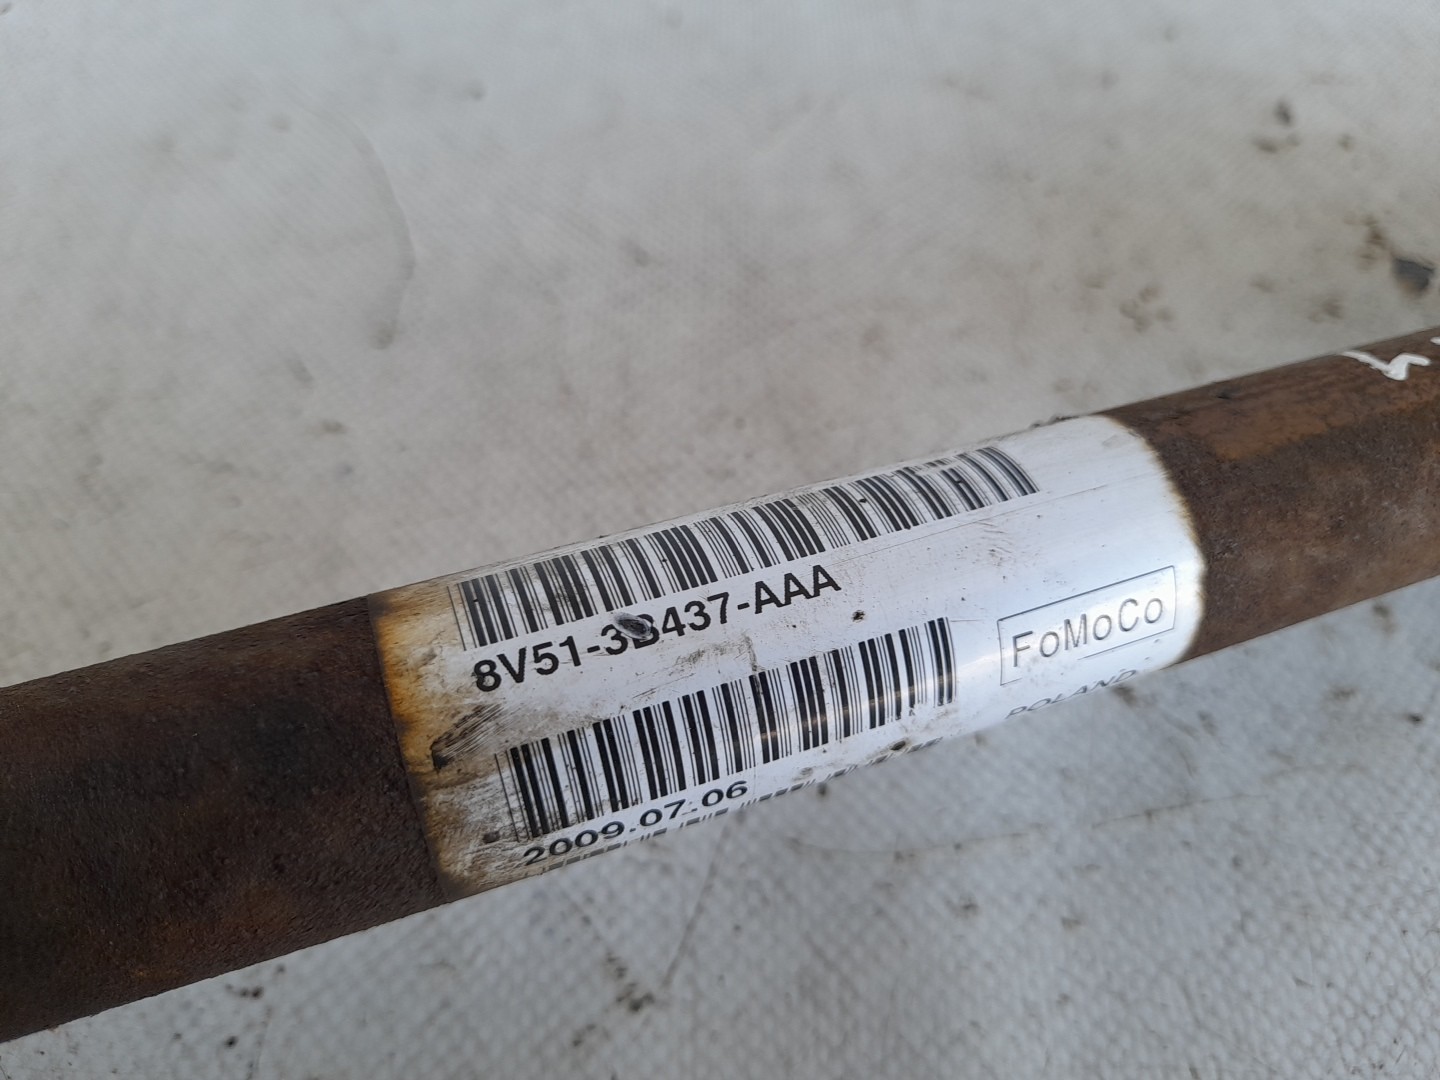 8V51-3B437-AAA
FoMoCo
POLAND
2009.07-06